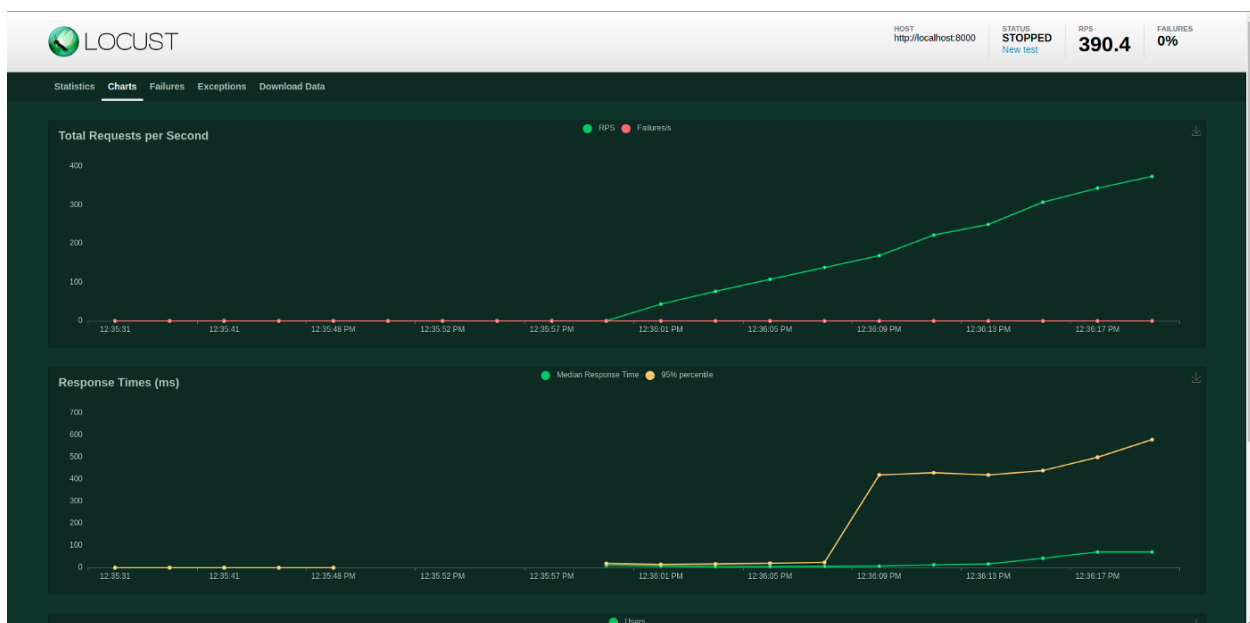 LOCUST
HOST
http://localhost:8000
STATUS
STOPPED
New test
RPS
390.4
FAILURES
0%
Statistics Charts Failures Exceptions Download Data
Total Requests per Second
RPS Failures/s
400
300
200
100
0
12:35:31 12:35:41 12:35:48 PM 12:35:52 PM 12:35:57 PM 12:36:01 PM 12:36:05 PM 12:36:09 PM 12:36:13 PM 12:36:17 PM
Response Times (ms)
Median Response Time 95% percentile
700
600
500
400
300
200
100
0
12:35:31 12:35:41 12:35:48 PM 12:35:52 PM 12:35:57 PM 12:36:01 PM 12:36:05 PM 12:36:09 PM 12:36:13 PM 12:36:17 PM
Users